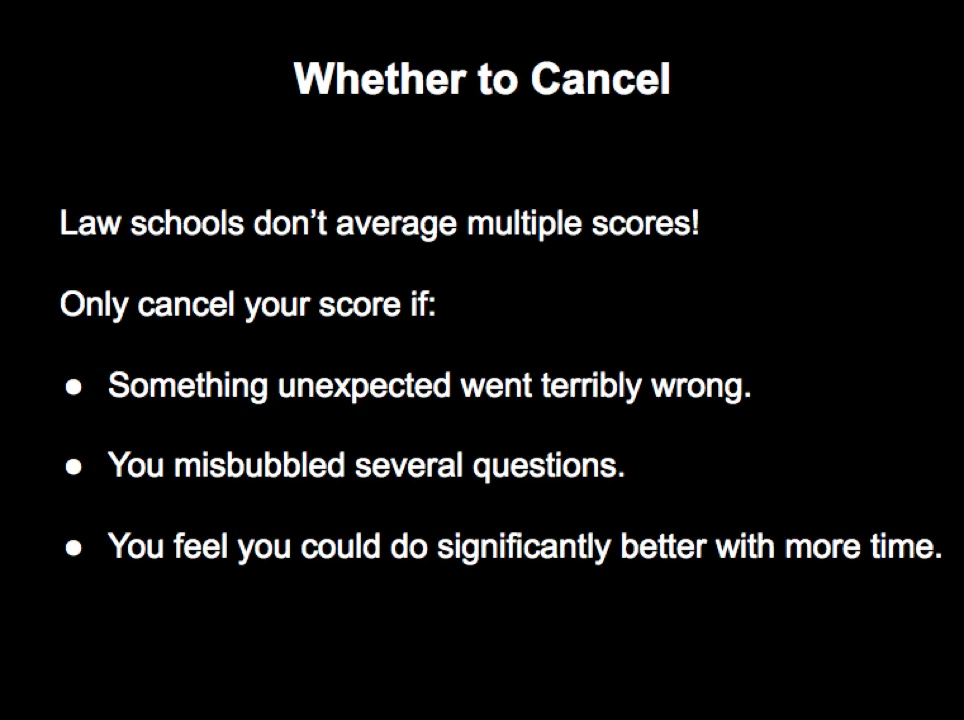 Whether to Cancel
Law schools don’t average multiple scores!
Only cancel your score if:
● Something unexpected went terribly wrong.
● You misbubbled several questions.
● You feel you could do significantly better with more time.